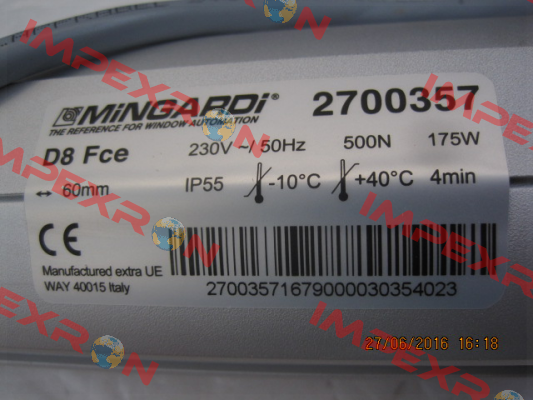 MiNGARDi® 2700357
THE REFERENCE FOR WINDOW AUTOMATION
D8 Fce 230V ~/ 50Hz 500N 175W
↔ 60mm IP55 -10°C +40°C 4min
CE
Manufactured extra UE
WAY 40015 Italy
27003571679000030354023
27/06/2016 16:18
IMPEXRON
IMPEXRON
IMPEXRON
IMPEXRON